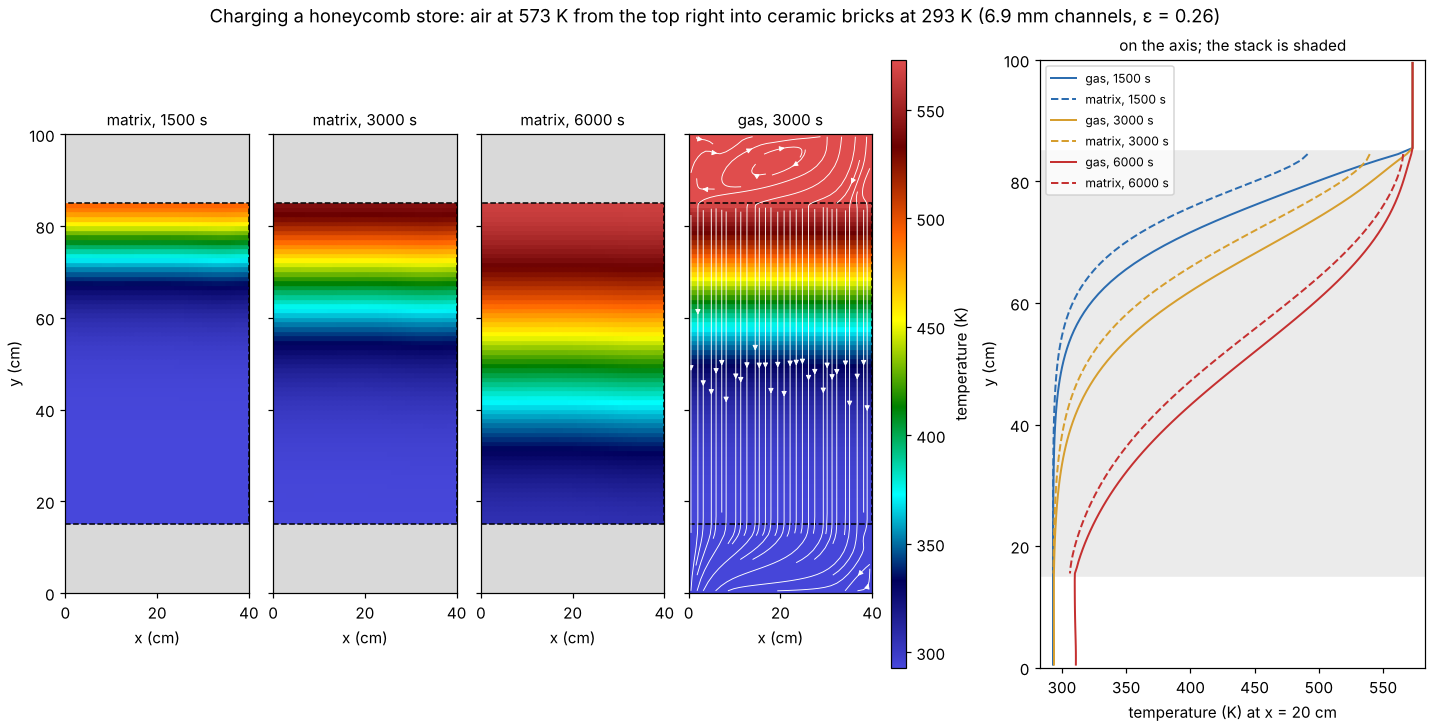 Charging a honeycomb store: air at 573 K from the top right into ceramic bricks at 293 K (6.9 mm channels, ε = 0.26)
matrix, 1500 s
matrix, 3000 s
matrix, 6000 s
gas, 3000 s
on the axis; the stack is shaded
100
80
60
40
20
0
y (cm)
0 20 40
x (cm)
0 20 40
x (cm)
0 20 40
x (cm)
0 20 40
x (cm)
550
500
450
400
350
300
temperature (K)
100
80
60
40
20
0
y (cm)
gas, 1500 s
matrix, 1500 s
gas, 3000 s
matrix, 3000 s
gas, 6000 s
matrix, 6000 s
300 350 400 450 500 550
temperature (K) at x = 20 cm